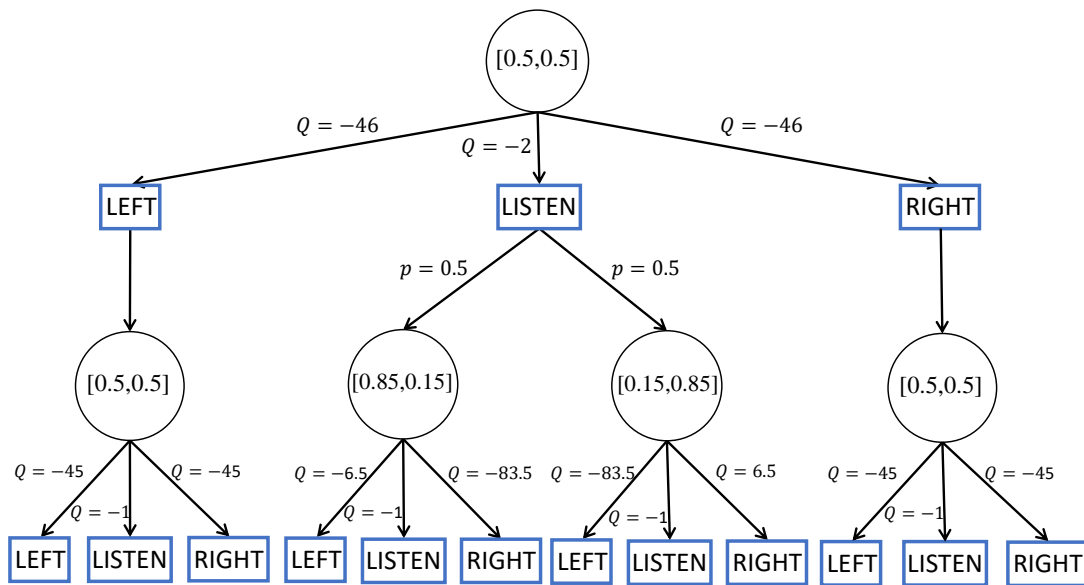 [0.5,0.5]
Q = −46
Q = −2
Q = −46
LEFT
LISTEN
RIGHT
p = 0.5
p = 0.5
[0.5,0.5]
[0.85,0.15]
[0.15,0.85]
[0.5,0.5]
Q = −45
Q = −45
Q = −6.5
Q = −83.5
Q = −83.5
Q = 6.5
Q = −45
Q = −45
Q = −1
Q = −1
Q = −1
Q = −1
LEFT
LISTEN
RIGHT
LEFT
LISTEN
RIGHT
LEFT
LISTEN
RIGHT
LEFT
LISTEN
RIGHT